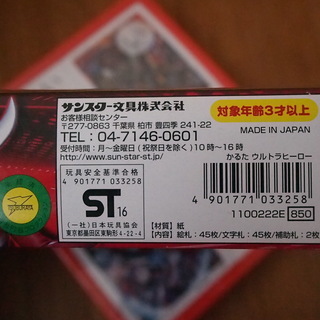 サンスター文具株式会社
お客様相談センター
〒277-0863 千葉県 柏市 豊四季 241-22
TEL: 04-7146-0601
受付時間：月～金曜日( 祝祭日を除く) 10時～16時
http://www.sun-star-st.jp
対象年齢3才以上
MADE IN JAPAN
かるた ウルトラヒーロー
玩具安全基準合格
4 901771 033258
ST 16
(一社)日本玩具協会
東京都墨田区東駒形4-22-4
4 901771 033258
1100222E 850
【材質】紙
【内容】絵札：45枚/文字札：45枚/補助札：2枚